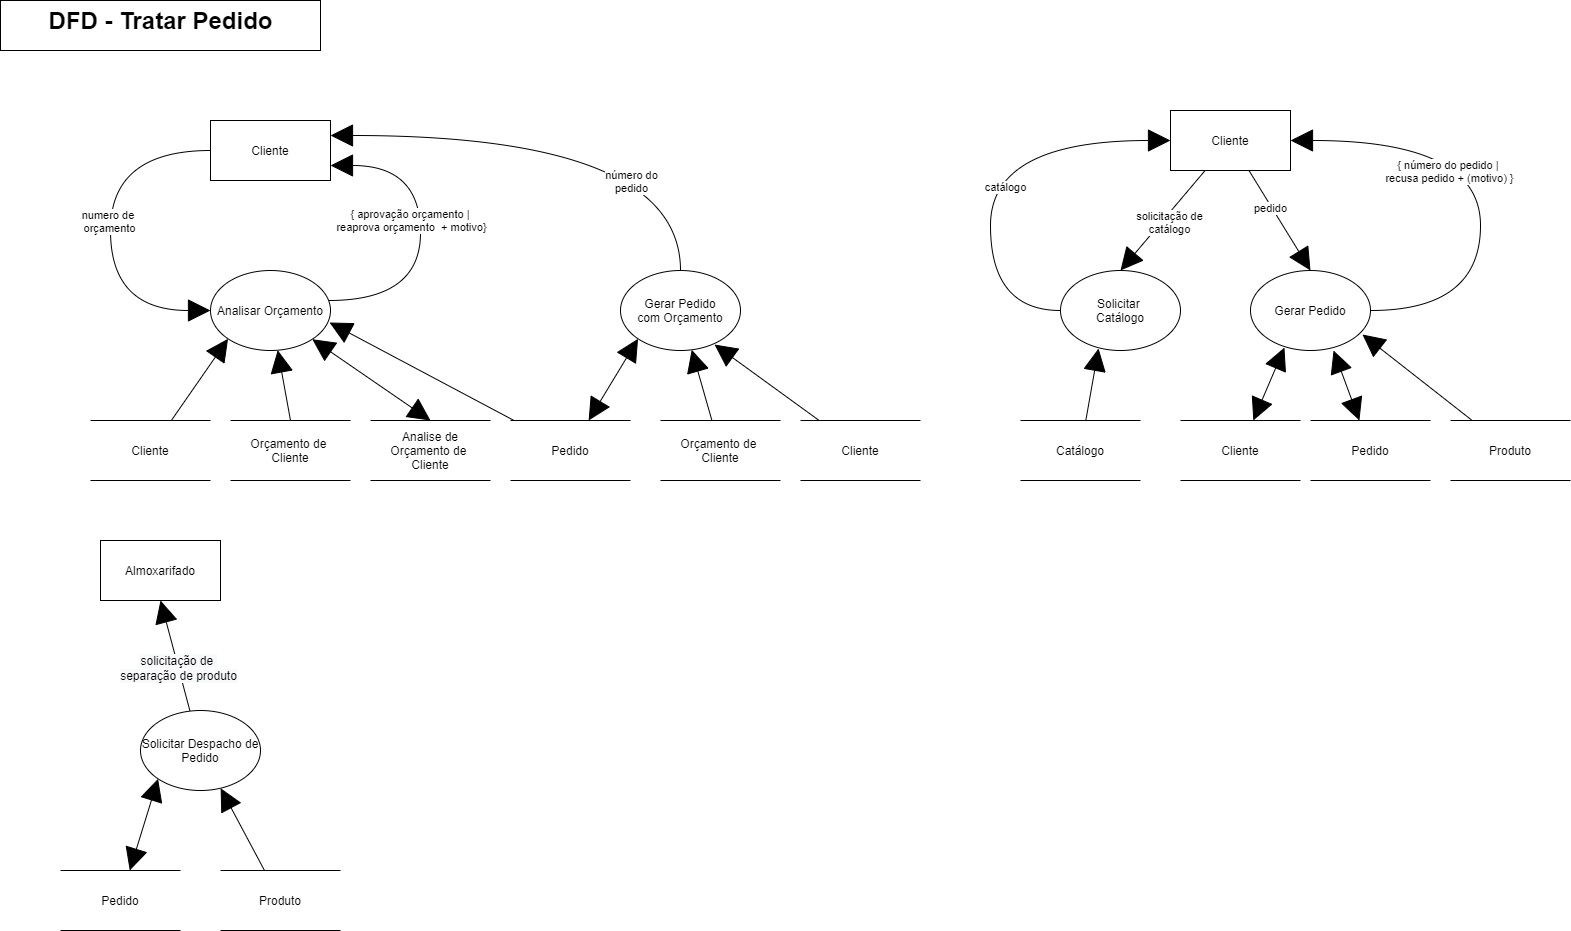 DFD - Tratar Pedido
Cliente
numero de
orçamento
{ aprovação orçamento |
reaprova orçamento  + motivo}
número do
pedido
Analisar Orçamento
Gerar Pedido
com Orçamento
Cliente
Orçamento de
Cliente
Analise de
Orçamento de
Cliente
Pedido
Orçamento de
Cliente
Cliente
Cliente
catálogo
solicitação de
catálogo
pedido
{ número do pedido |
recusa pedido + (motivo) }
Solicitar
Catálogo
Gerar Pedido
Catálogo
Cliente
Pedido
Produto
Almoxarifado
solicitação de
separação de produto
Solicitar Despacho de
Pedido
Pedido
Produto